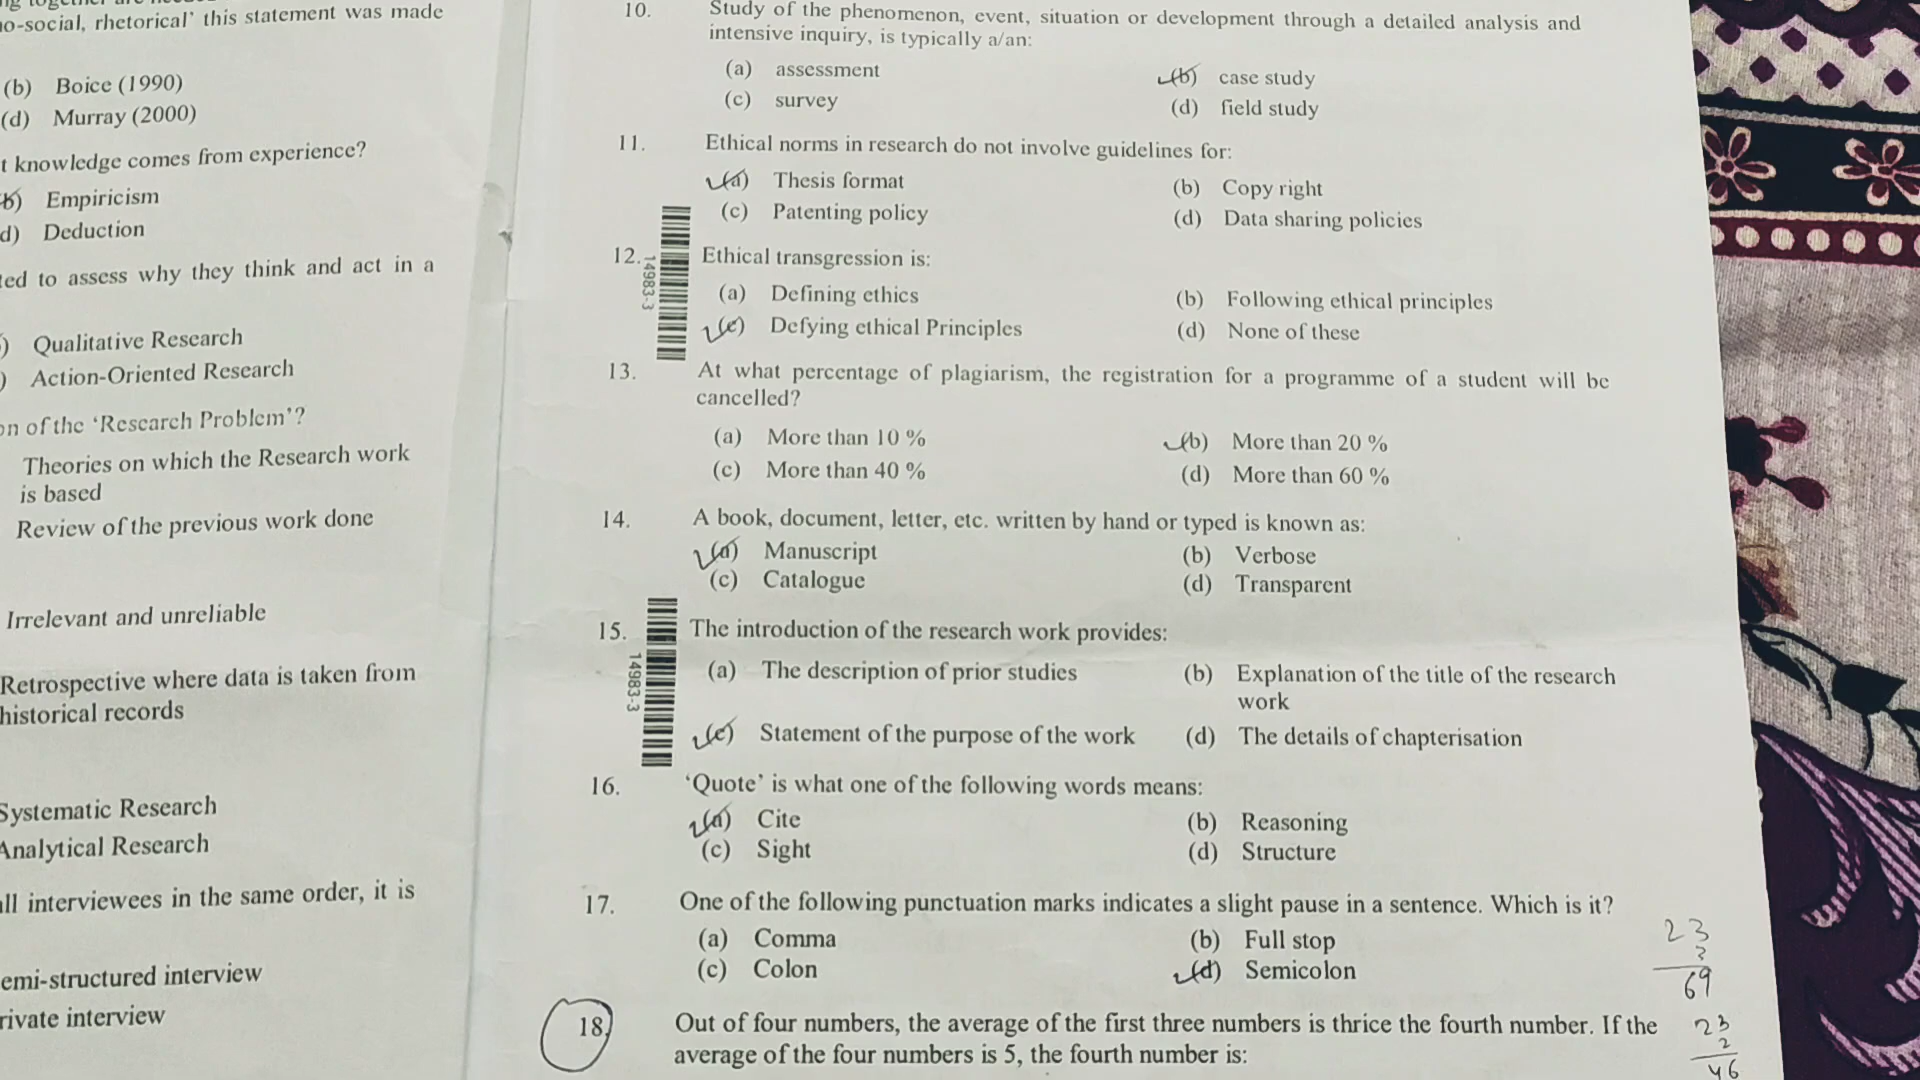 no-social, rhetorical' this statement was made
(b) Boice (1990)
(d) Murray (2000)
t knowledge comes from experience?
b) Empiricism
d) Deduction
ted to assess why they think and act in a
) Qualitative Research
) Action-Oriented Research
on of the 'Research Problem'?
Theories on which the Research work
is based
Review of the previous work done
Irrelevant and unreliable
Retrospective where data is taken from
historical records
Systematic Research
Analytical Research
all interviewees in the same order, it is
emi-structured interview
rivate interview
10. Study of the phenomenon, event, situation or development through a detailed analysis and
intensive inquiry, is typically a/an:
(a) assessment (b) case study
(c) survey (d) field study
11. Ethical norms in research do not involve guidelines for:
(a) Thesis format (b) Copy right
(c) Patenting policy (d) Data sharing policies
12. Ethical transgression is:
14983-3
(a) Defining ethics (b) Following ethical principles
(c) Defying ethical Principles (d) None of these
13. At what percentage of plagiarism, the registration for a programme of a student will be
cancelled?
(a) More than 10 % (b) More than 20 %
(c) More than 40 % (d) More than 60 %
14. A book, document, letter, etc. written by hand or typed is known as:
(a) Manuscript (b) Verbose
(c) Catalogue (d) Transparent
15. The introduction of the research work provides:
14983-3
(a) The description of prior studies (b) Explanation of the title of the research
work
(c) Statement of the purpose of the work (d) The details of chapterisation
16. 'Quote' is what one of the following words means:
(a) Cite (b) Reasoning
(c) Sight (d) Structure
17. One of the following punctuation marks indicates a slight pause in a sentence. Which is it?
(a) Comma (b) Full stop
(c) Colon (d) Semicolon
23
3
69
18. Out of four numbers, the average of the first three numbers is thrice the fourth number. If the
average of the four numbers is 5, the fourth number is:
23
2
46